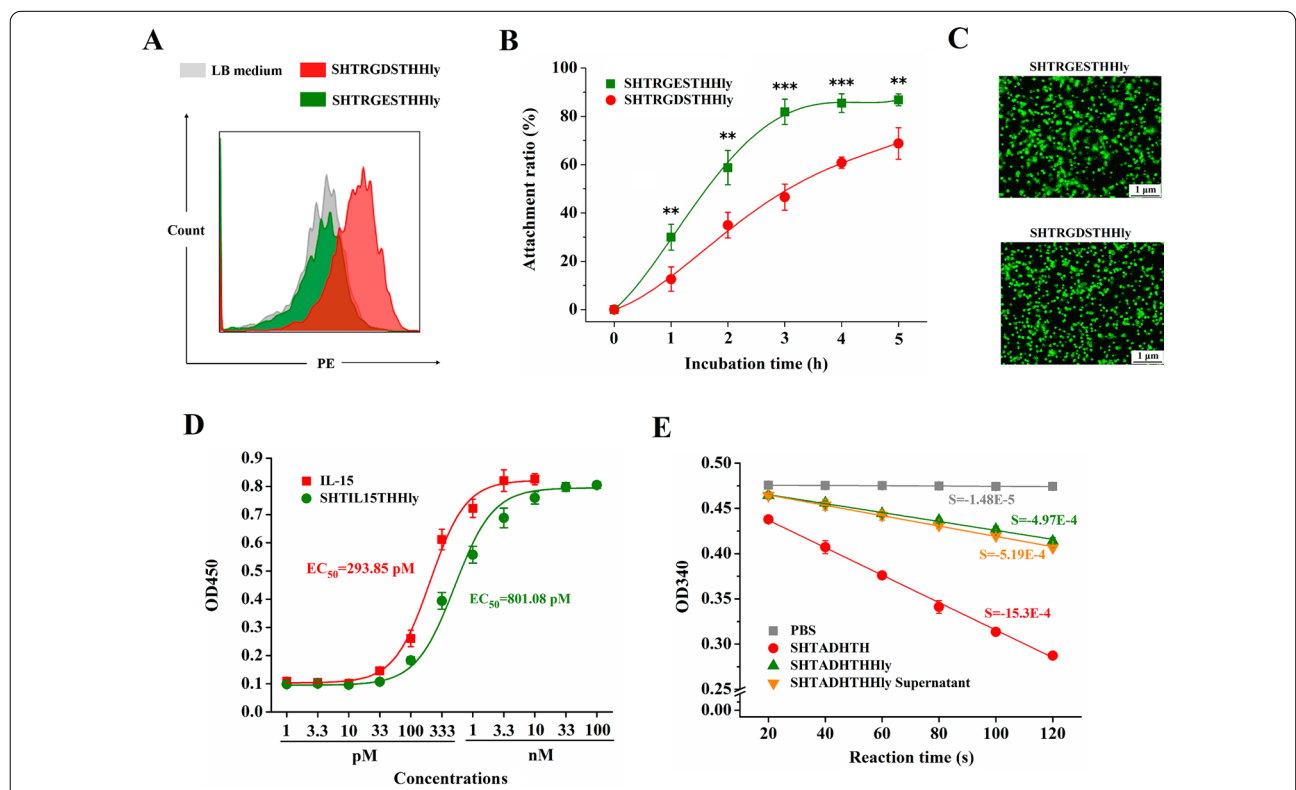 A
LB medium
SHTRGDSTHHly
SHTRGESTHHly
Count
PE
B
SHTRGESTHHly
SHTRGDSTHHly
**
**
***
***
**
Attachment ratio (%)
100
80
60
40
20
0
0 1 2 3 4 5
Incubation time (h)
C
SHTRGESTHHly
1 μm
SHTRGDSTHHly
1 μm
D
IL-15
SHTIL15THHly
EC50=293.85 pM
EC50=801.08 pM
OD450
0.9
0.8
0.7
0.6
0.5
0.4
0.3
0.2
0.1
0.0
1 3.3 10 33 100 333 1 3.3 10 33 100
pM nM
Concentrations
E
S=-1.48E-5
S=-4.97E-4
S=-5.19E-4
S=-15.3E-4
PBS
SHTADHTH
SHTADHTHHly
SHTADHTHHly Supernatant
OD340
0.50
0.45
0.40
0.35
0.30
0.25
0.00
20 40 60 80 100 120
Reaction time (s)